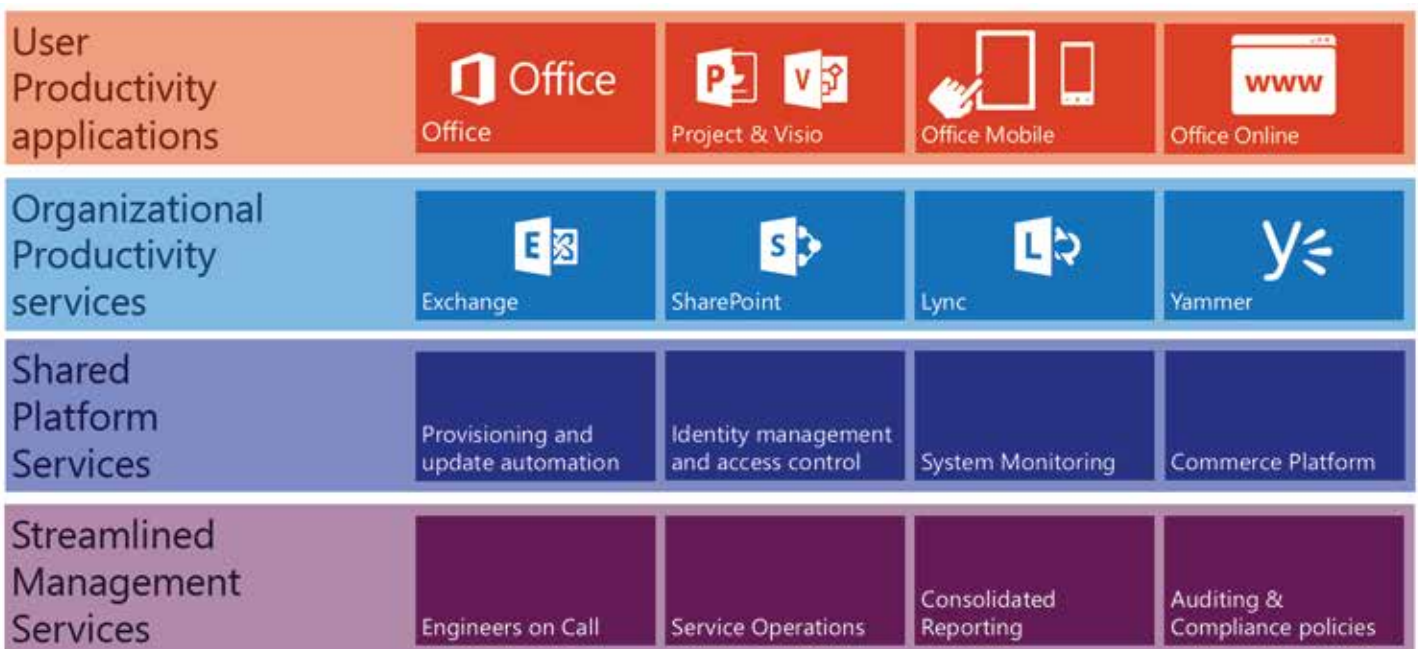 User
Productivity
applications
Office
Office
P
V
Project & Visio
Office Mobile
www
Office Online
Organizational
Productivity
services
E
Exchange
S
SharePoint
L
Lync
Yammer
Shared
Platform
Services
Provisioning and
update automation
Identity management
and access control
System Monitoring
Commerce Platform
Streamlined
Management
Services
Engineers on Call
Service Operations
Consolidated
Reporting
Auditing &
Compliance policies